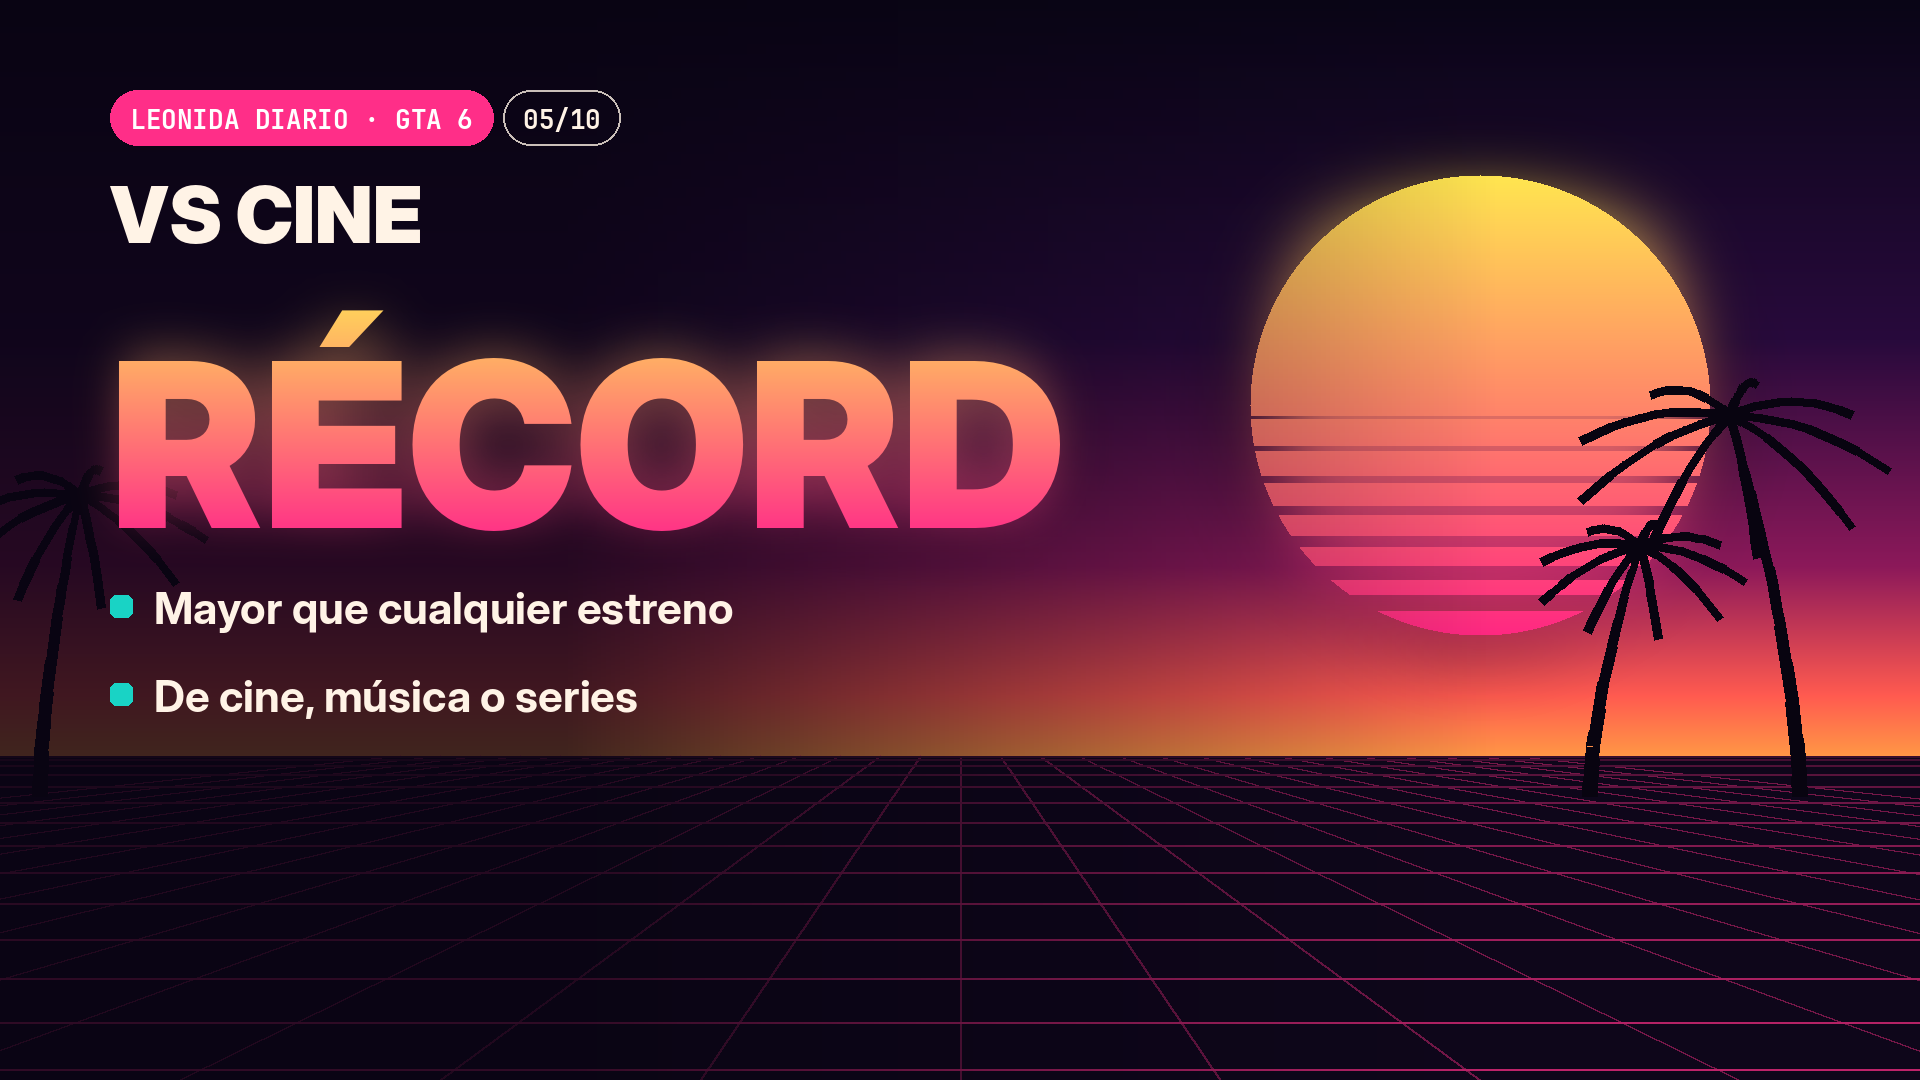 LEONIDA DIARIO · GTA 6
05/10
VS CINE
RÉCORD
Mayor que cualquier estreno
De cine, música o series